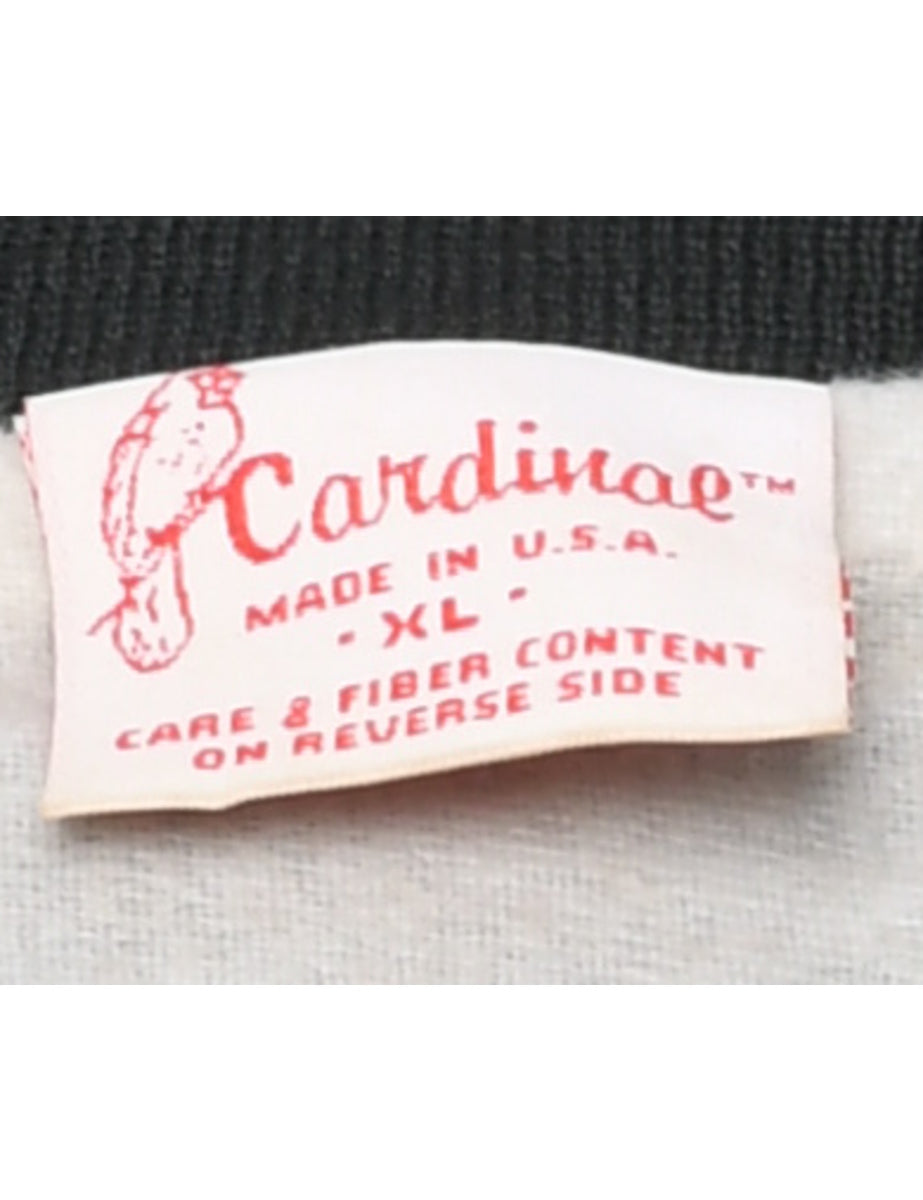 Cardinal™
MADE IN U.S.A.
- XL -
CARE & FIBER CONTENT
ON REVERSE SIDE